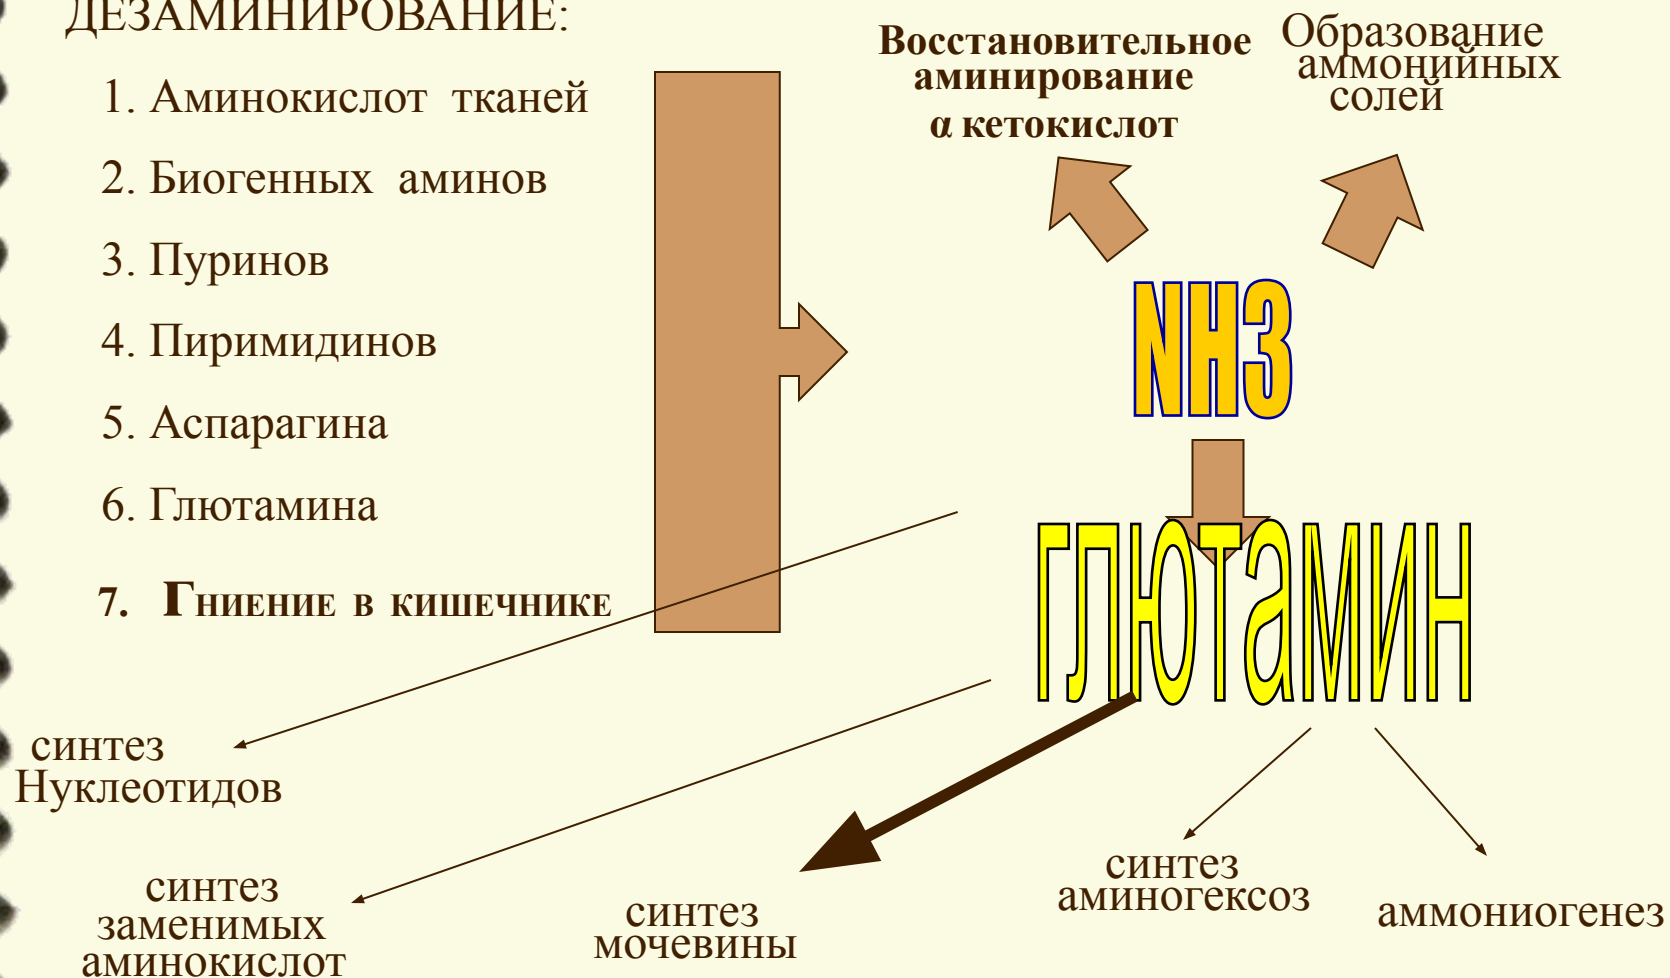 ДЕЗАМИНИРОВАНИЕ:
1. Аминокислот тканей
2. Биогенных аминов
3. Пуринов
4. Пиримидинов
5. Аспарагина
6. Глютамина
7. Гниение в кишечнике
Восстановительное
аминирование
α кетокислот
Образование
аммонийных
солей
NH3
глютамин
синтез
Нуклеотидов
синтез
заменимых
аминокислот
синтез
мочевины
синтез
аминогексоз
аммониогенез